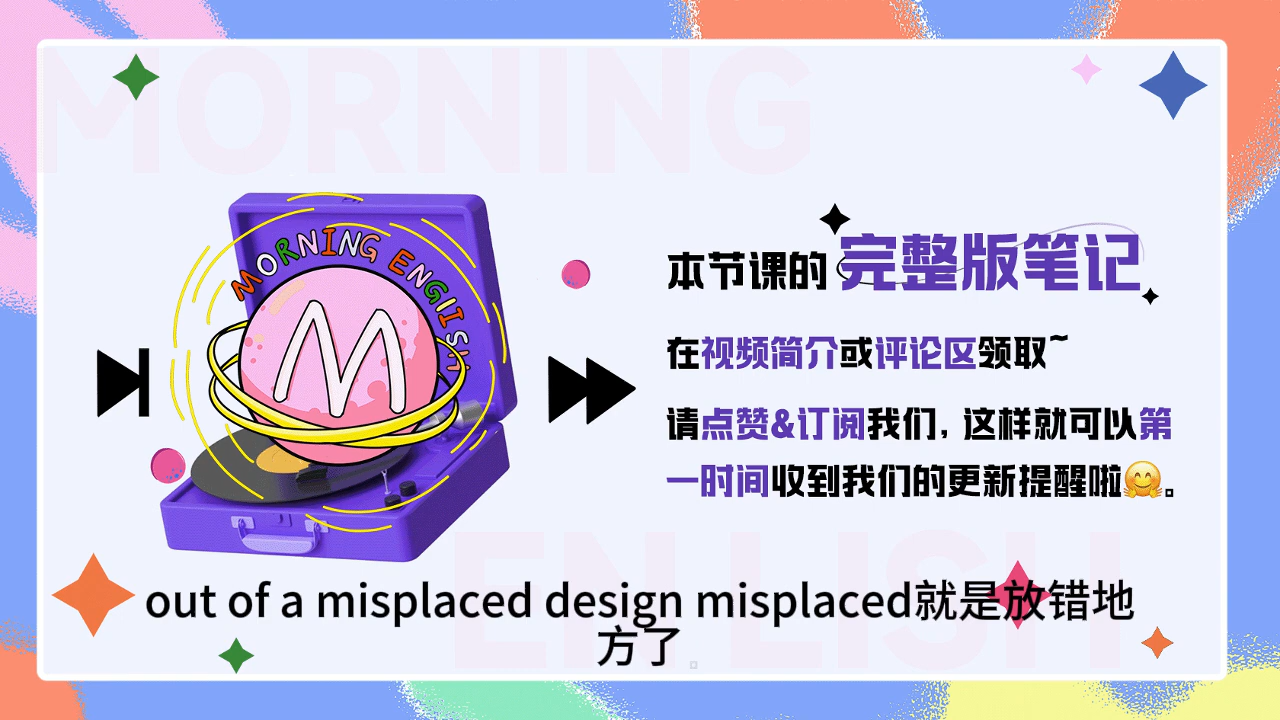 MORNING
MORNING ENGLISH
M
本节课的 完整版笔记
在视频简介或评论区领取~
请点赞&订阅我们, 这样就可以第
一时间收到我们的更新提醒啦🤗。
ENGLISH
out of a misplaced design misplaced就是放错地
方了。